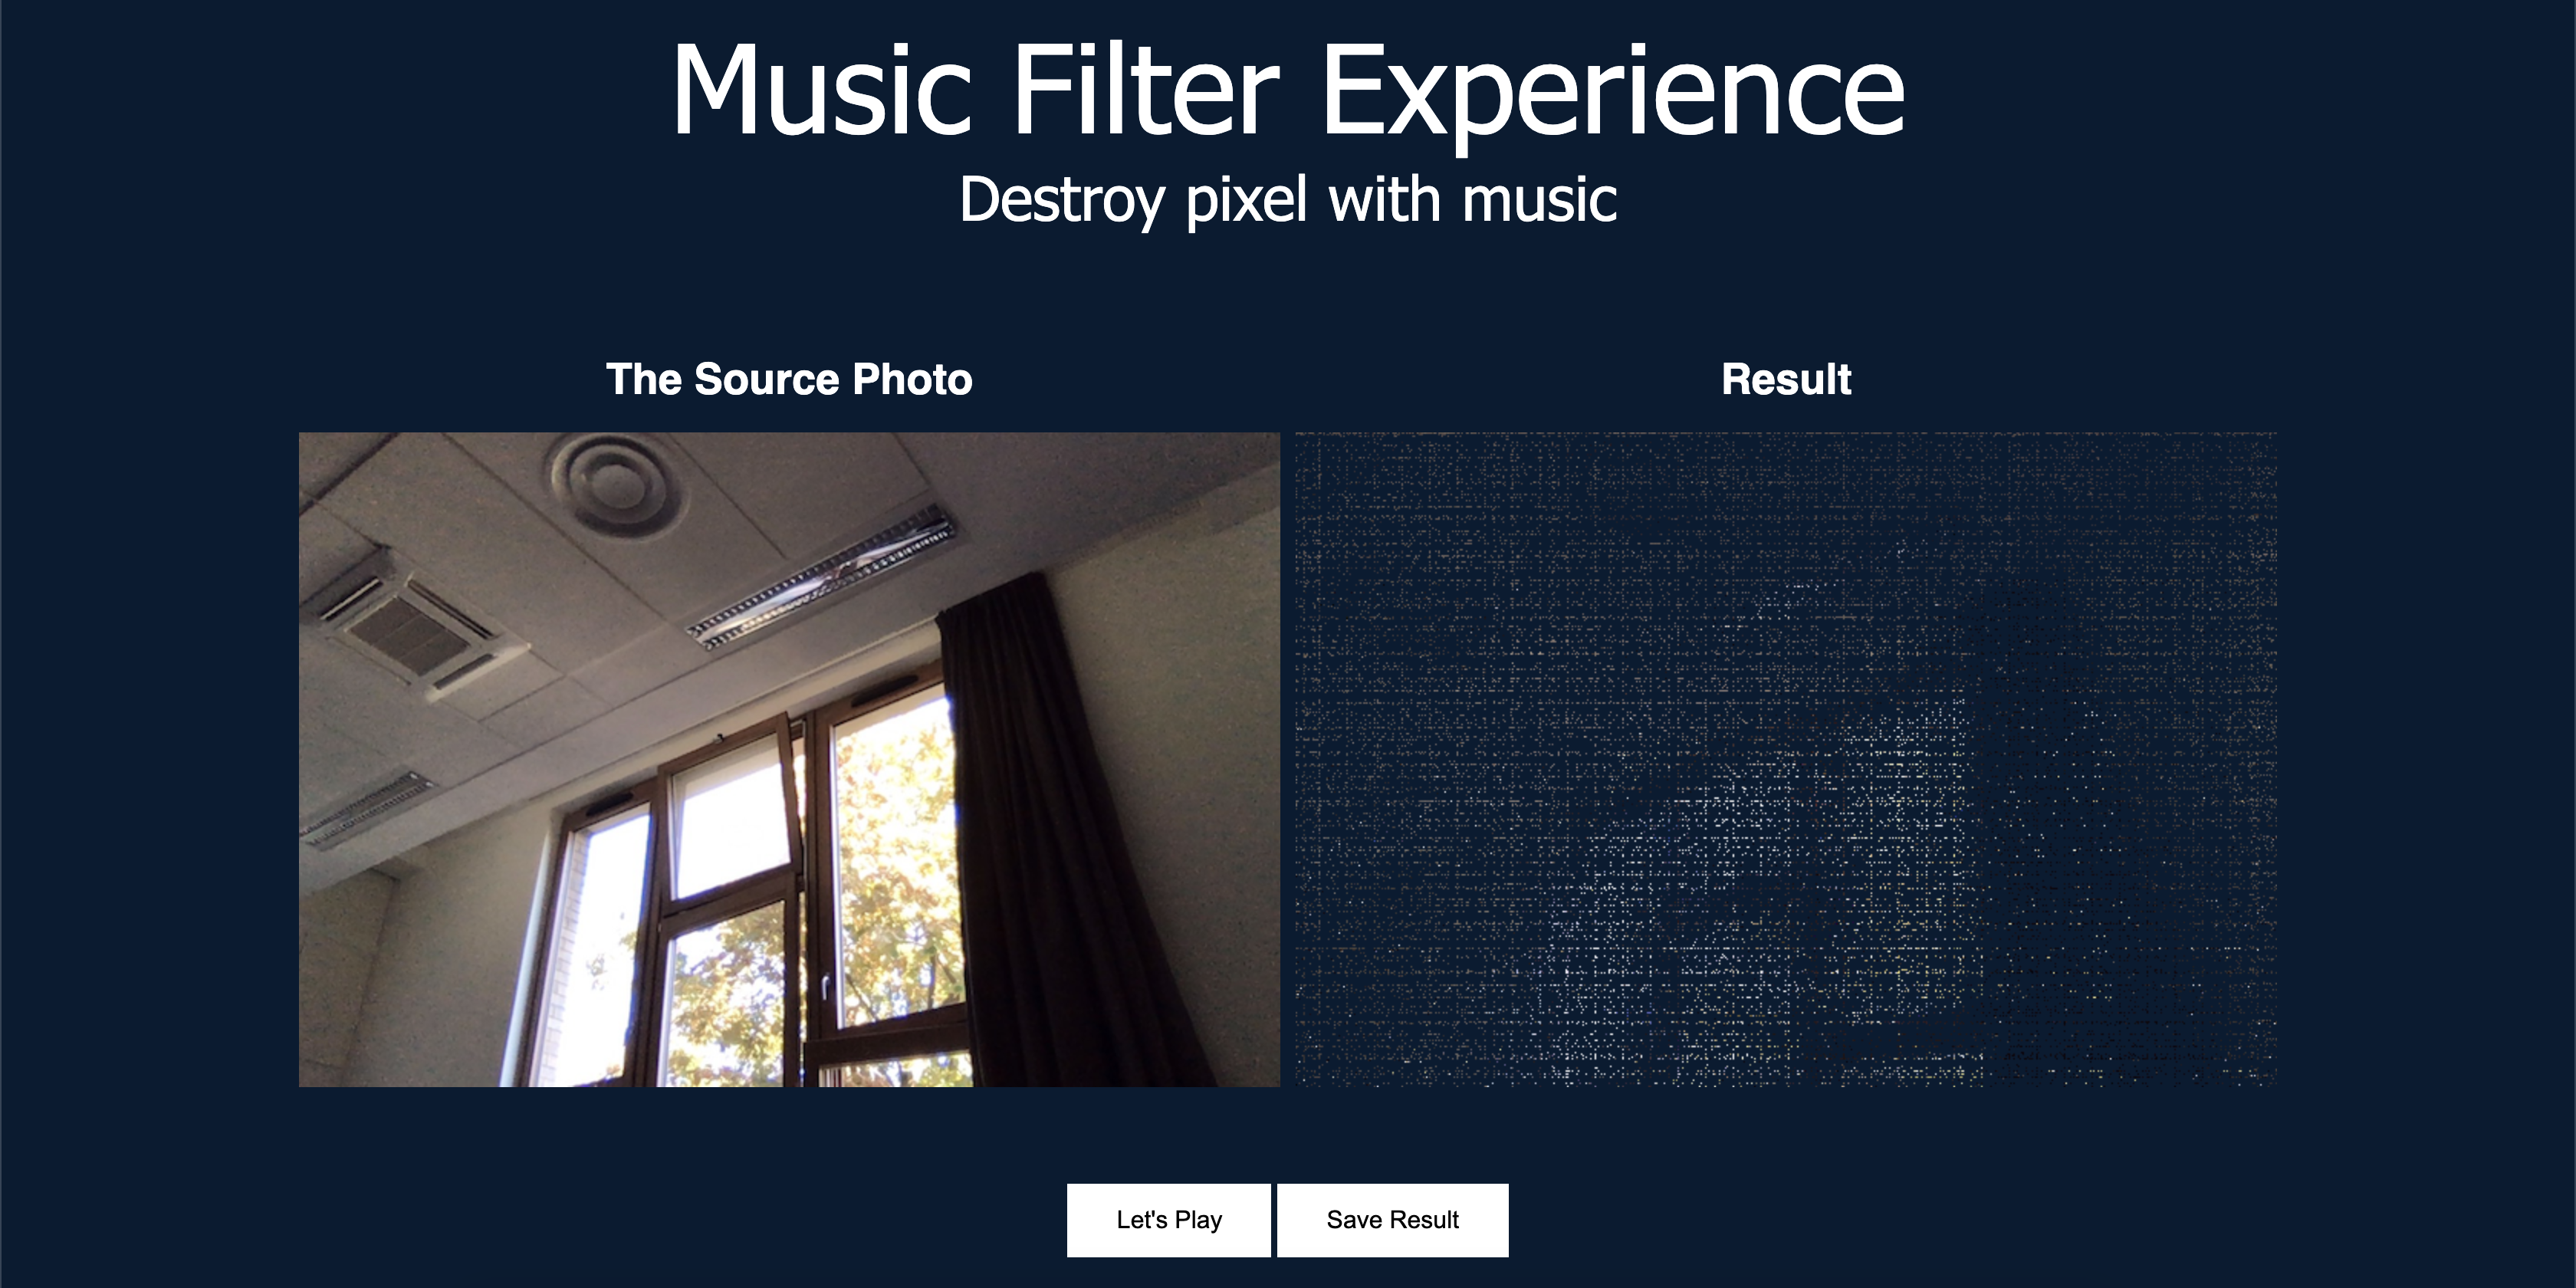 Music Filter Experience
Destroy pixel with music
The Source Photo
Result
Let's Play
Save Result